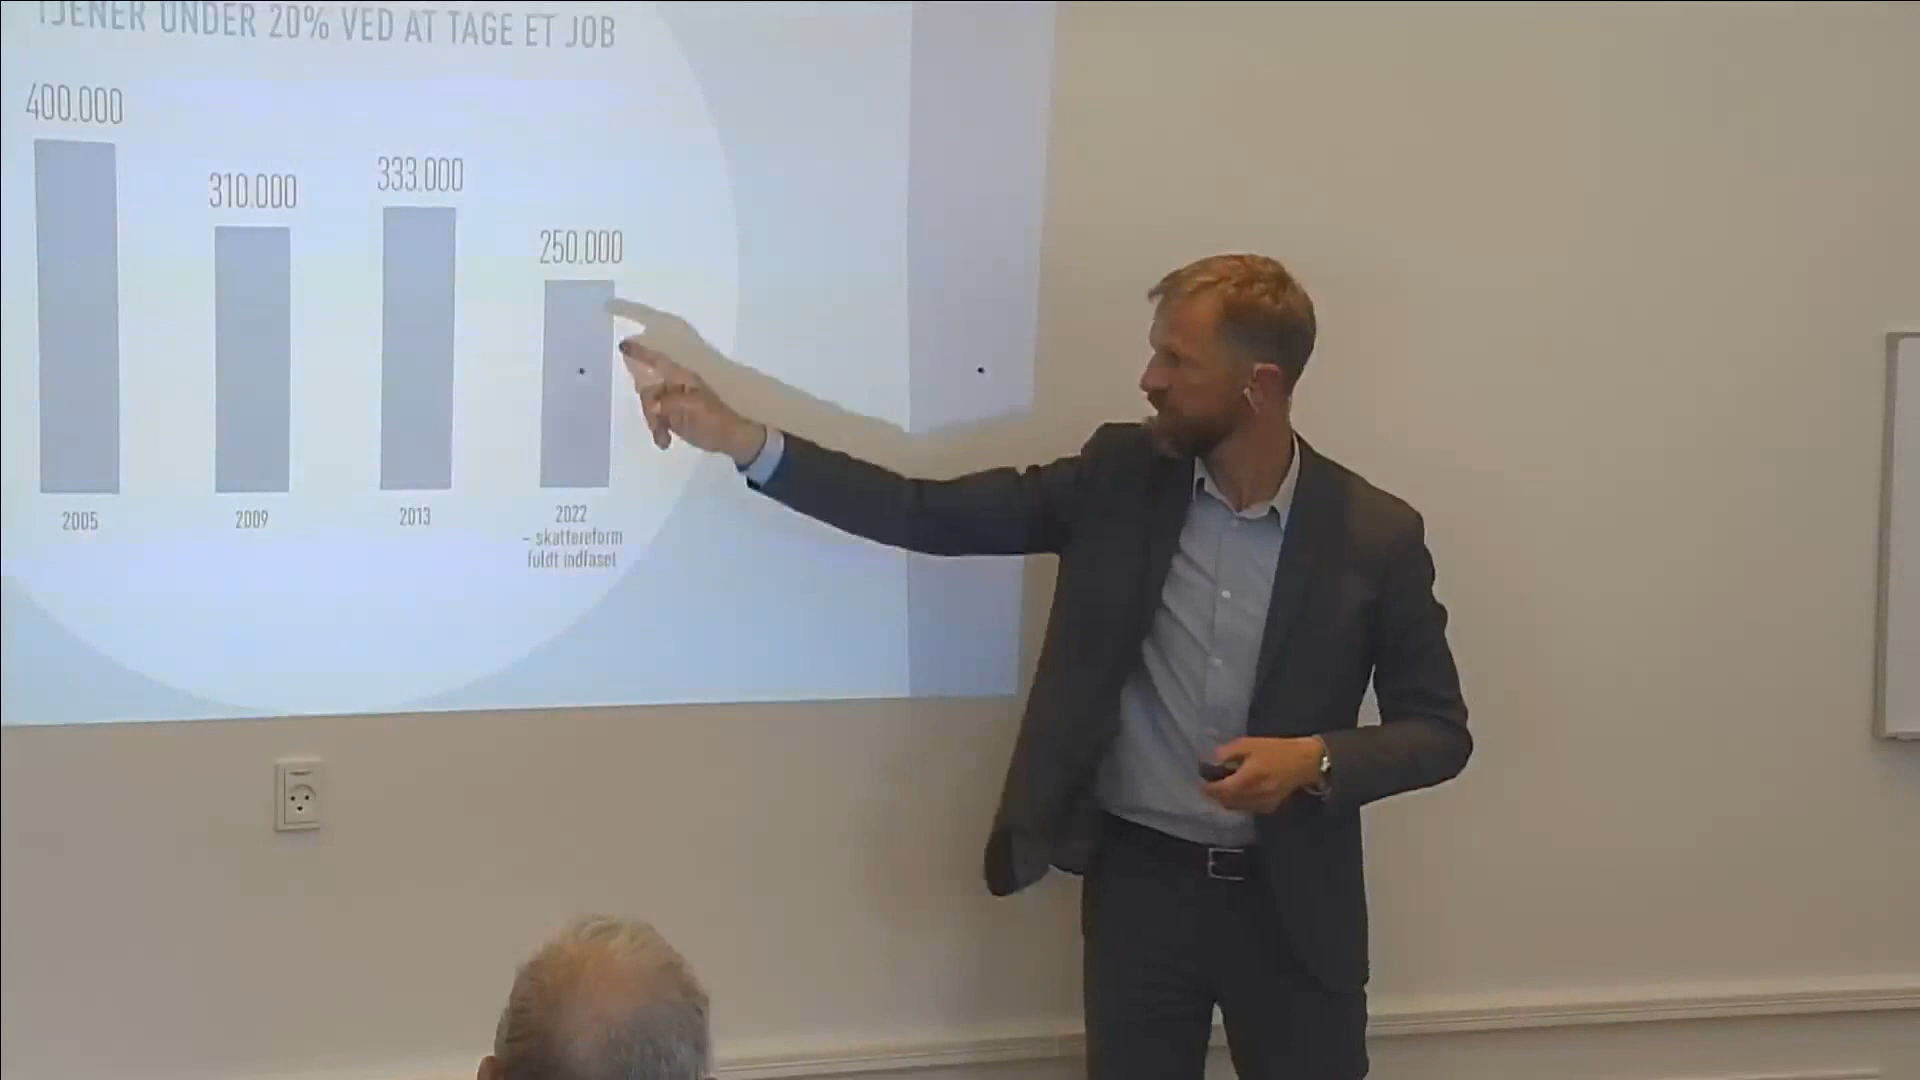 TJENER UNDER 20% VED AT TAGE ET JOB
400.000
310.000
333.000
250.000
2005
2009
2013
2022
– skattereform
fuldt indfaset